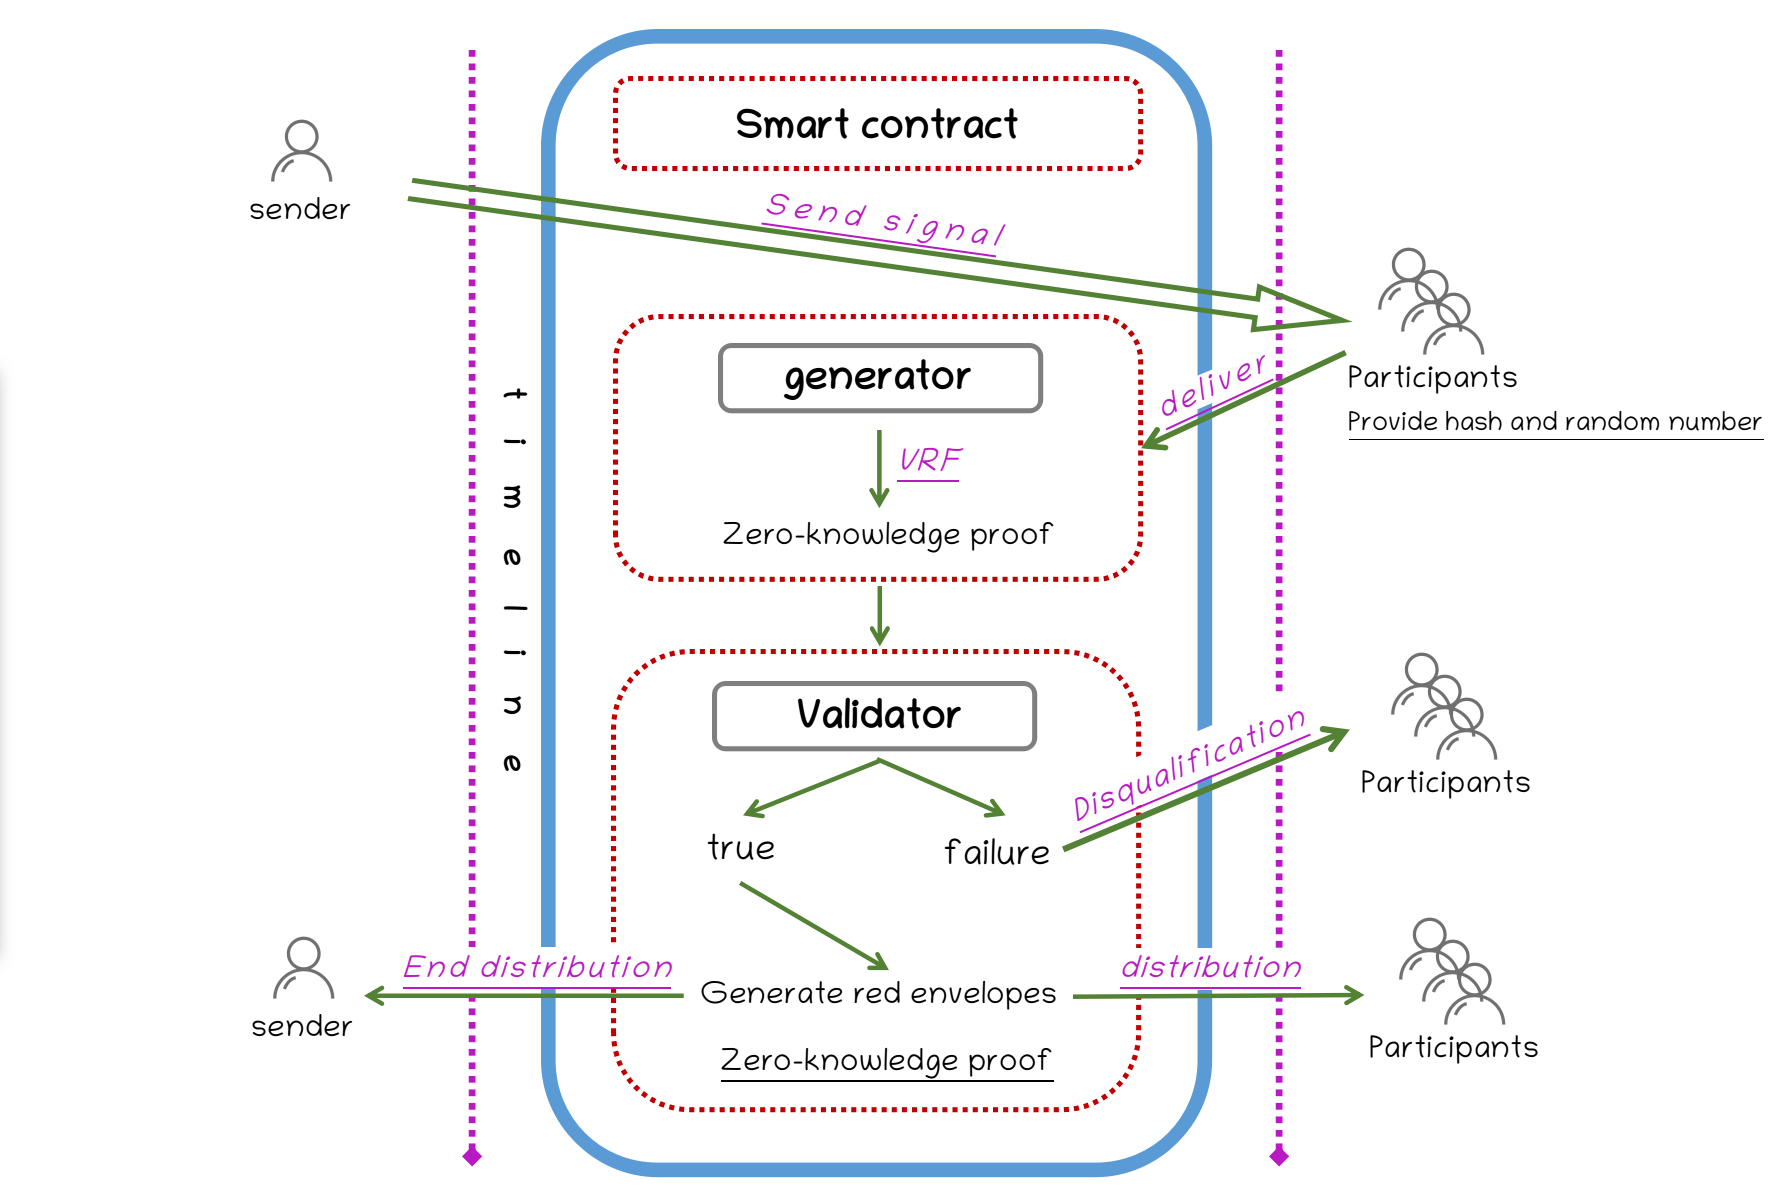 Smart contract
sender
Send signal
Participants
Provide hash and random number
deliver
generator
VRF
Zero-knowledge proof
timeline
Validator
true
failure
Disqualification
Participants
End distribution
sender
Generate red envelopes
distribution
Participants
Zero-knowledge proof